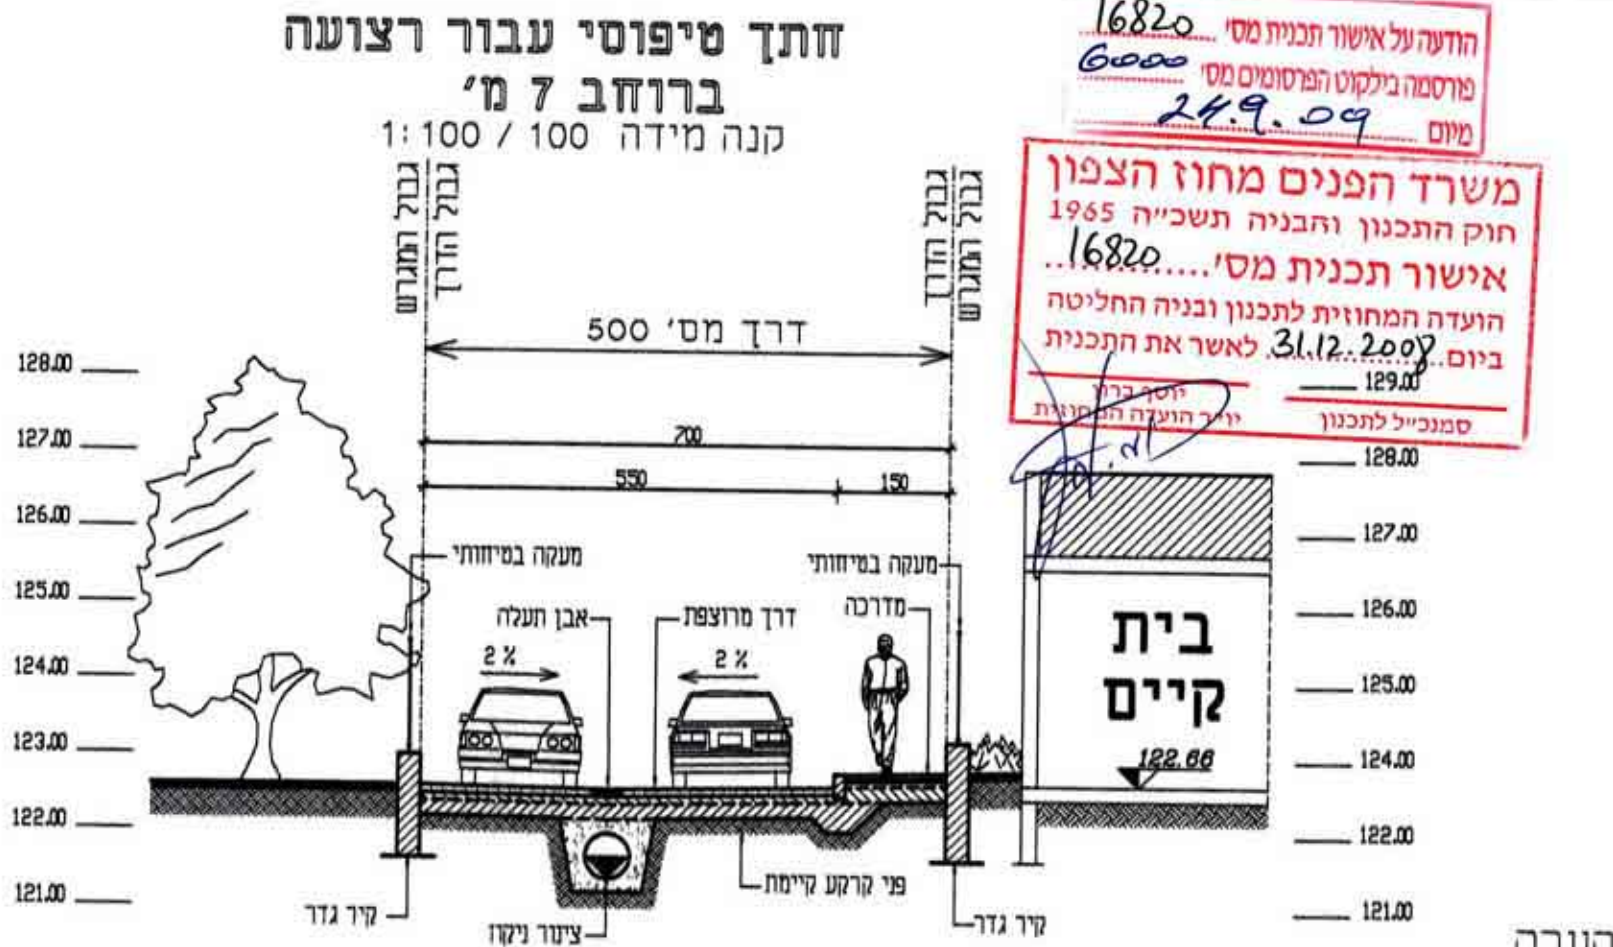 חתך טיפוסי עבור רצועה
ברוחב 7 מ'
קנה מידה 100 / 1:100
הודעה על אישור תכנית מס' 16820
פורסמה בילקוט הפרסומים מס' 6000
מיום 24.9.09
משרד הפנים מחוז הצפון
חוק התכנון והבניה תשכ"ה 1965
אישור תכנית מס' 16820
הועדה המחוזית לתכנון ובניה החליטה
ביום 31.12.2008 לאשר את התכנית
סמנכ"ל לתכנון
יו"ר הועדה המחוזית
גבול המגרש
גבול הדרך
גבול הדרך
גבול המגרש
דרך מס' 500
700
550
150
מעקה בטיחותי
מעקה בטיחותי
אבן תעלה
דרך מרוצפת
מדרכה
2 %
2 %
בית
קיים
122.66
פני קרקע קיימת
קיר גדר
צינור ניקוז
קיר גדר
128.00
127.00
126.00
125.00
124.00
123.00
122.00
121.00
129.00
128.00
127.00
126.00
125.00
124.00
122.00
121.00